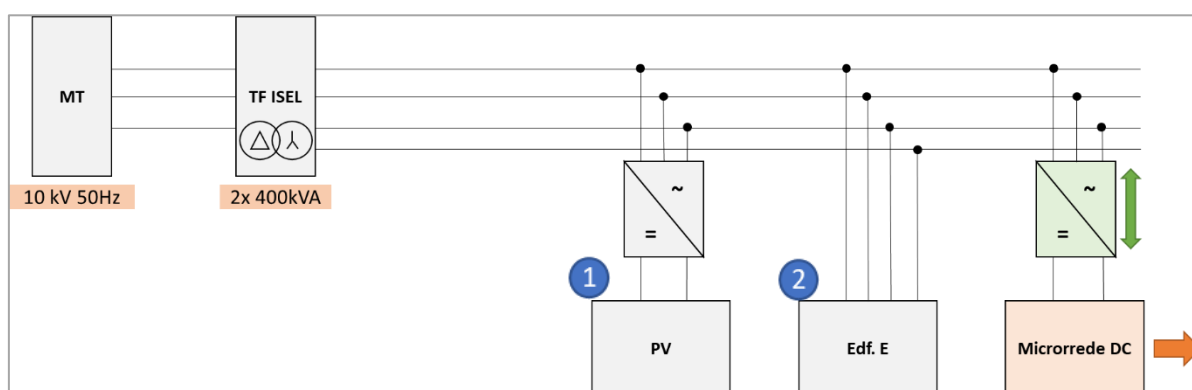 MT
TF ISEL
10 kV 50Hz
2x 400kVA
~
=
~
=
1
2
PV
Edf. E
Microrrede DC